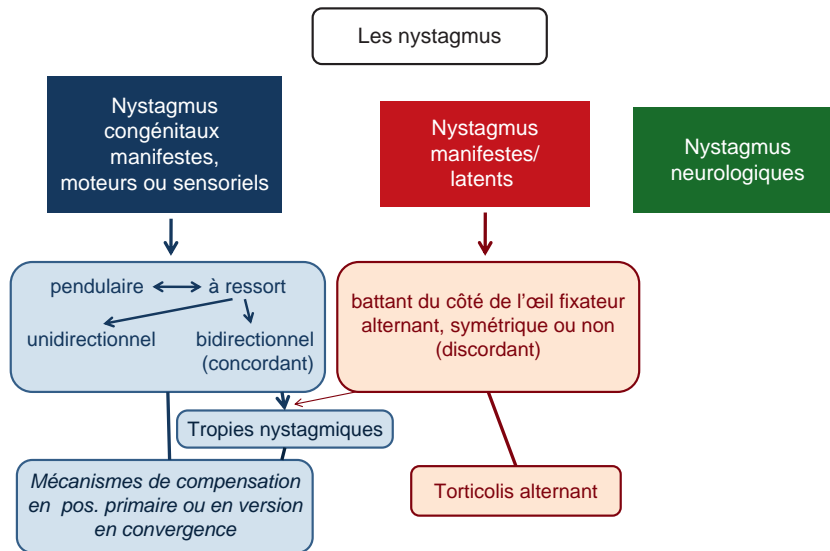 Les nystagmus
Nystagmus
congénitaux
manifestes,
moteurs ou sensoriels
Nystagmus
manifestes/
latents
Nystagmus
neurologiques
pendulaire à ressort
unidirectionnel bidirectionnel
(concordant)
battant du côté de l’œil fixateur
alternant, symétrique ou non
(discordant)
Tropies nystagmiques
Mécanismes de compensation
en pos. primaire ou en version
en convergence
Torticolis alternant